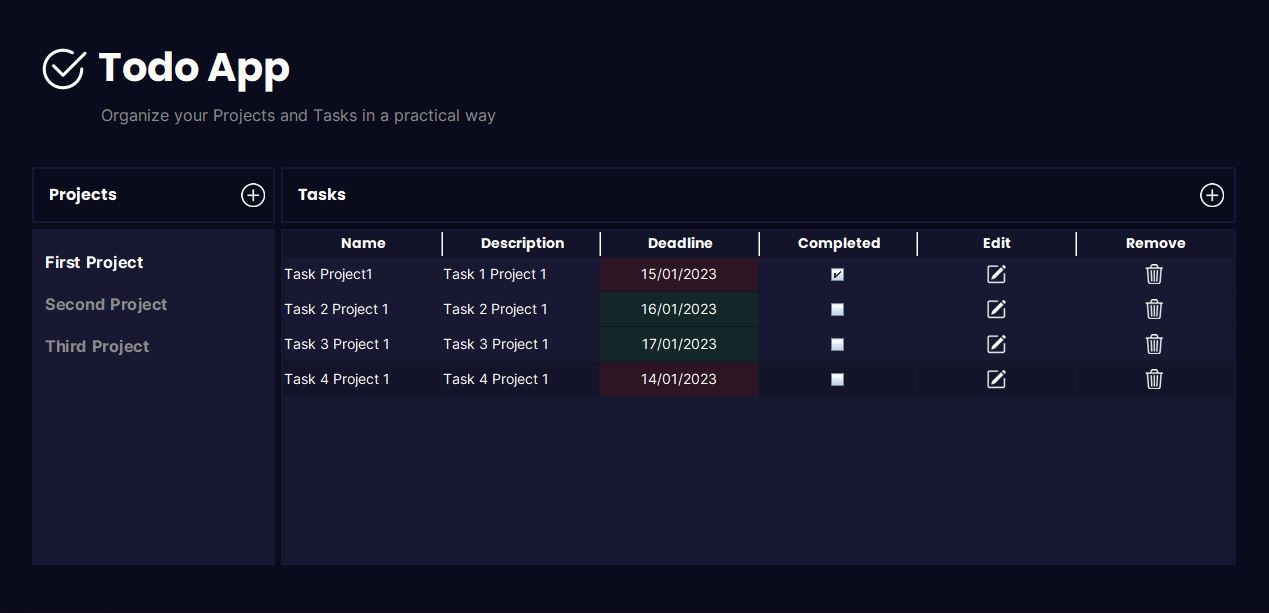 Todo App
Organize your Projects and Tasks in a practical way
Projects
Tasks
First Project
Second Project
Third Project
Name Description Deadline Completed Edit Remove
Task Project1 Task 1 Project 1 15/01/2023
Task 2 Project 1 Task 2 Project 1 16/01/2023
Task 3 Project 1 Task 3 Project 1 17/01/2023
Task 4 Project 1 Task 4 Project 1 14/01/2023